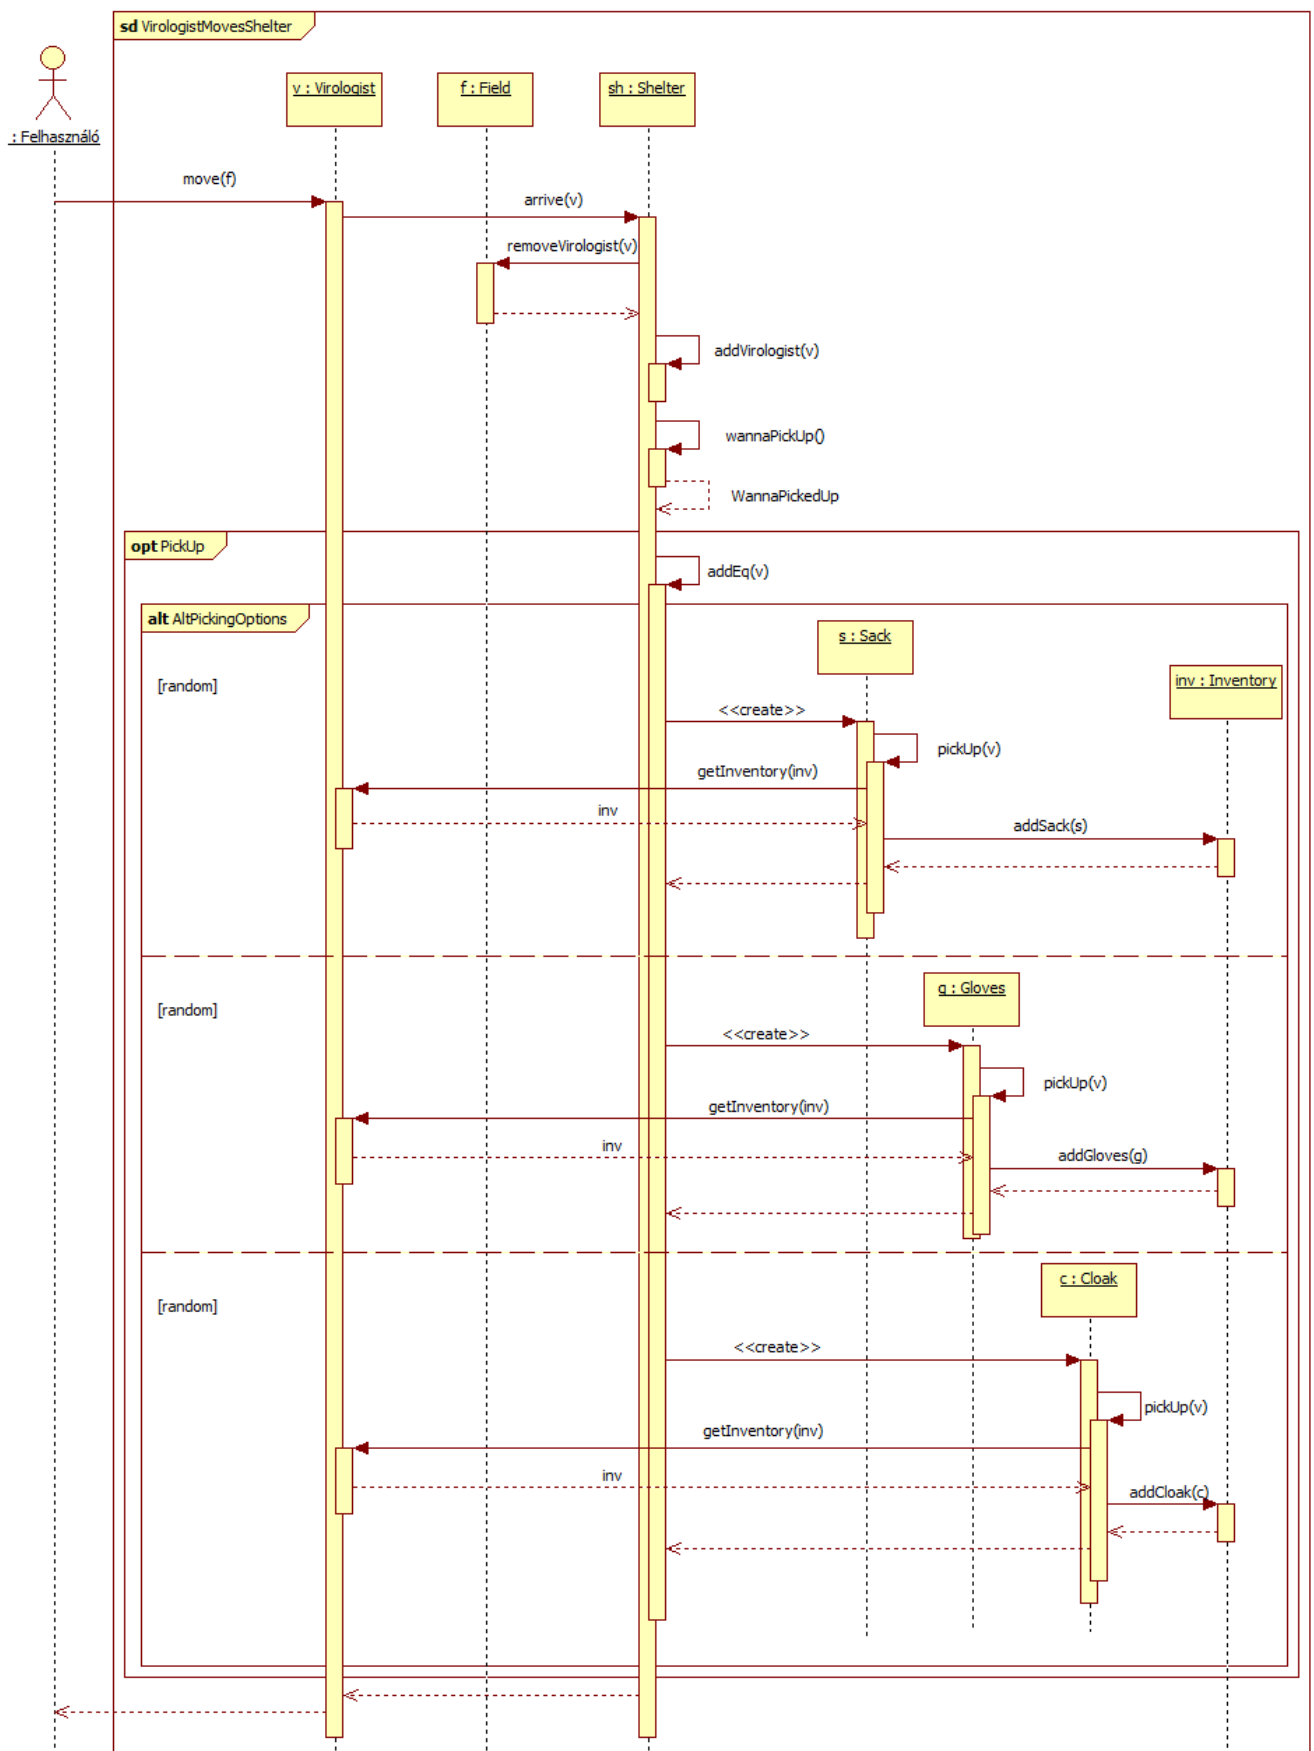 sd VirologistMovesShelter
: Felhasználó
v : Virologist
f : Field
sh : Shelter
move(f)
arrive(v)
removeVirologist(v)
addVirologist(v)
wannaPickUp()
WannaPickedUp
opt PickUp
addEq(v)
alt AltPickingOptions
s : Sack
inv : Inventory
[random]
<<create>>
pickUp(v)
getInventory(inv)
inv
addSack(s)
g : Gloves
[random]
<<create>>
pickUp(v)
getInventory(inv)
inv
addGloves(g)
c : Cloak
[random]
<<create>>
pickUp(v)
getInventory(inv)
inv
addCloak(c)